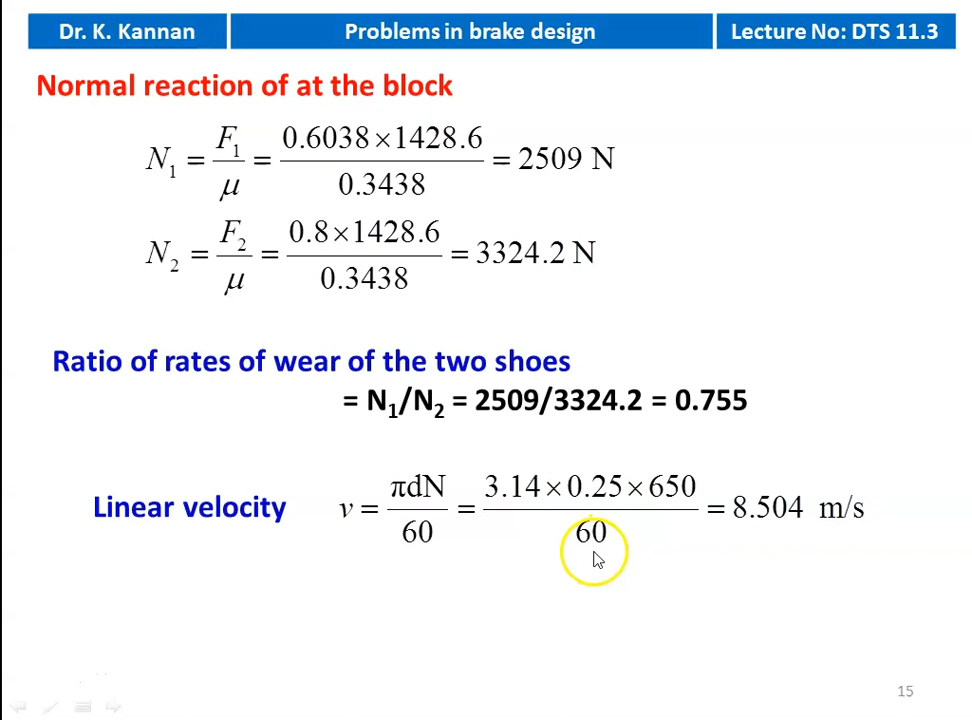 Dr. K. Kannan Problems in brake design Lecture No: DTS 11.3
Normal reaction of at the block
N₁ = F₁/μ = 0.6038×1428.6/0.3438 = 2509 N
N₂ = F₂/μ = 0.8×1428.6/0.3438 = 3324.2 N
Ratio of rates of wear of the two shoes
= N₁/N₂ = 2509/3324.2 = 0.755
Linear velocity v = πdN/60 = 3.14×0.25×650/60 = 8.504 m/s
15